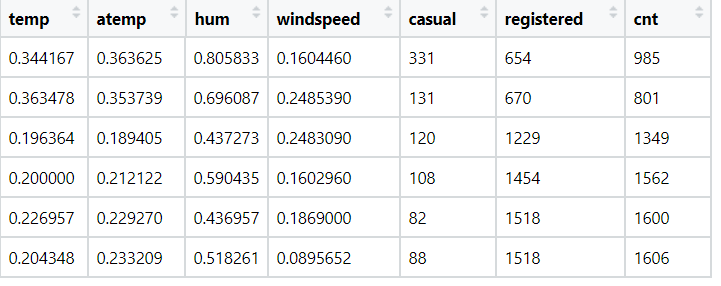 temp atemp hum windspeed casual registered cnt
0.344167 0.363625 0.805833 0.1604460 331 654 985
0.363478 0.353739 0.696087 0.2485390 131 670 801
0.196364 0.189405 0.437273 0.2483090 120 1229 1349
0.200000 0.212122 0.590435 0.1602960 108 1454 1562
0.226957 0.229270 0.436957 0.1869000 82 1518 1600
0.204348 0.233209 0.518261 0.0895652 88 1518 1606